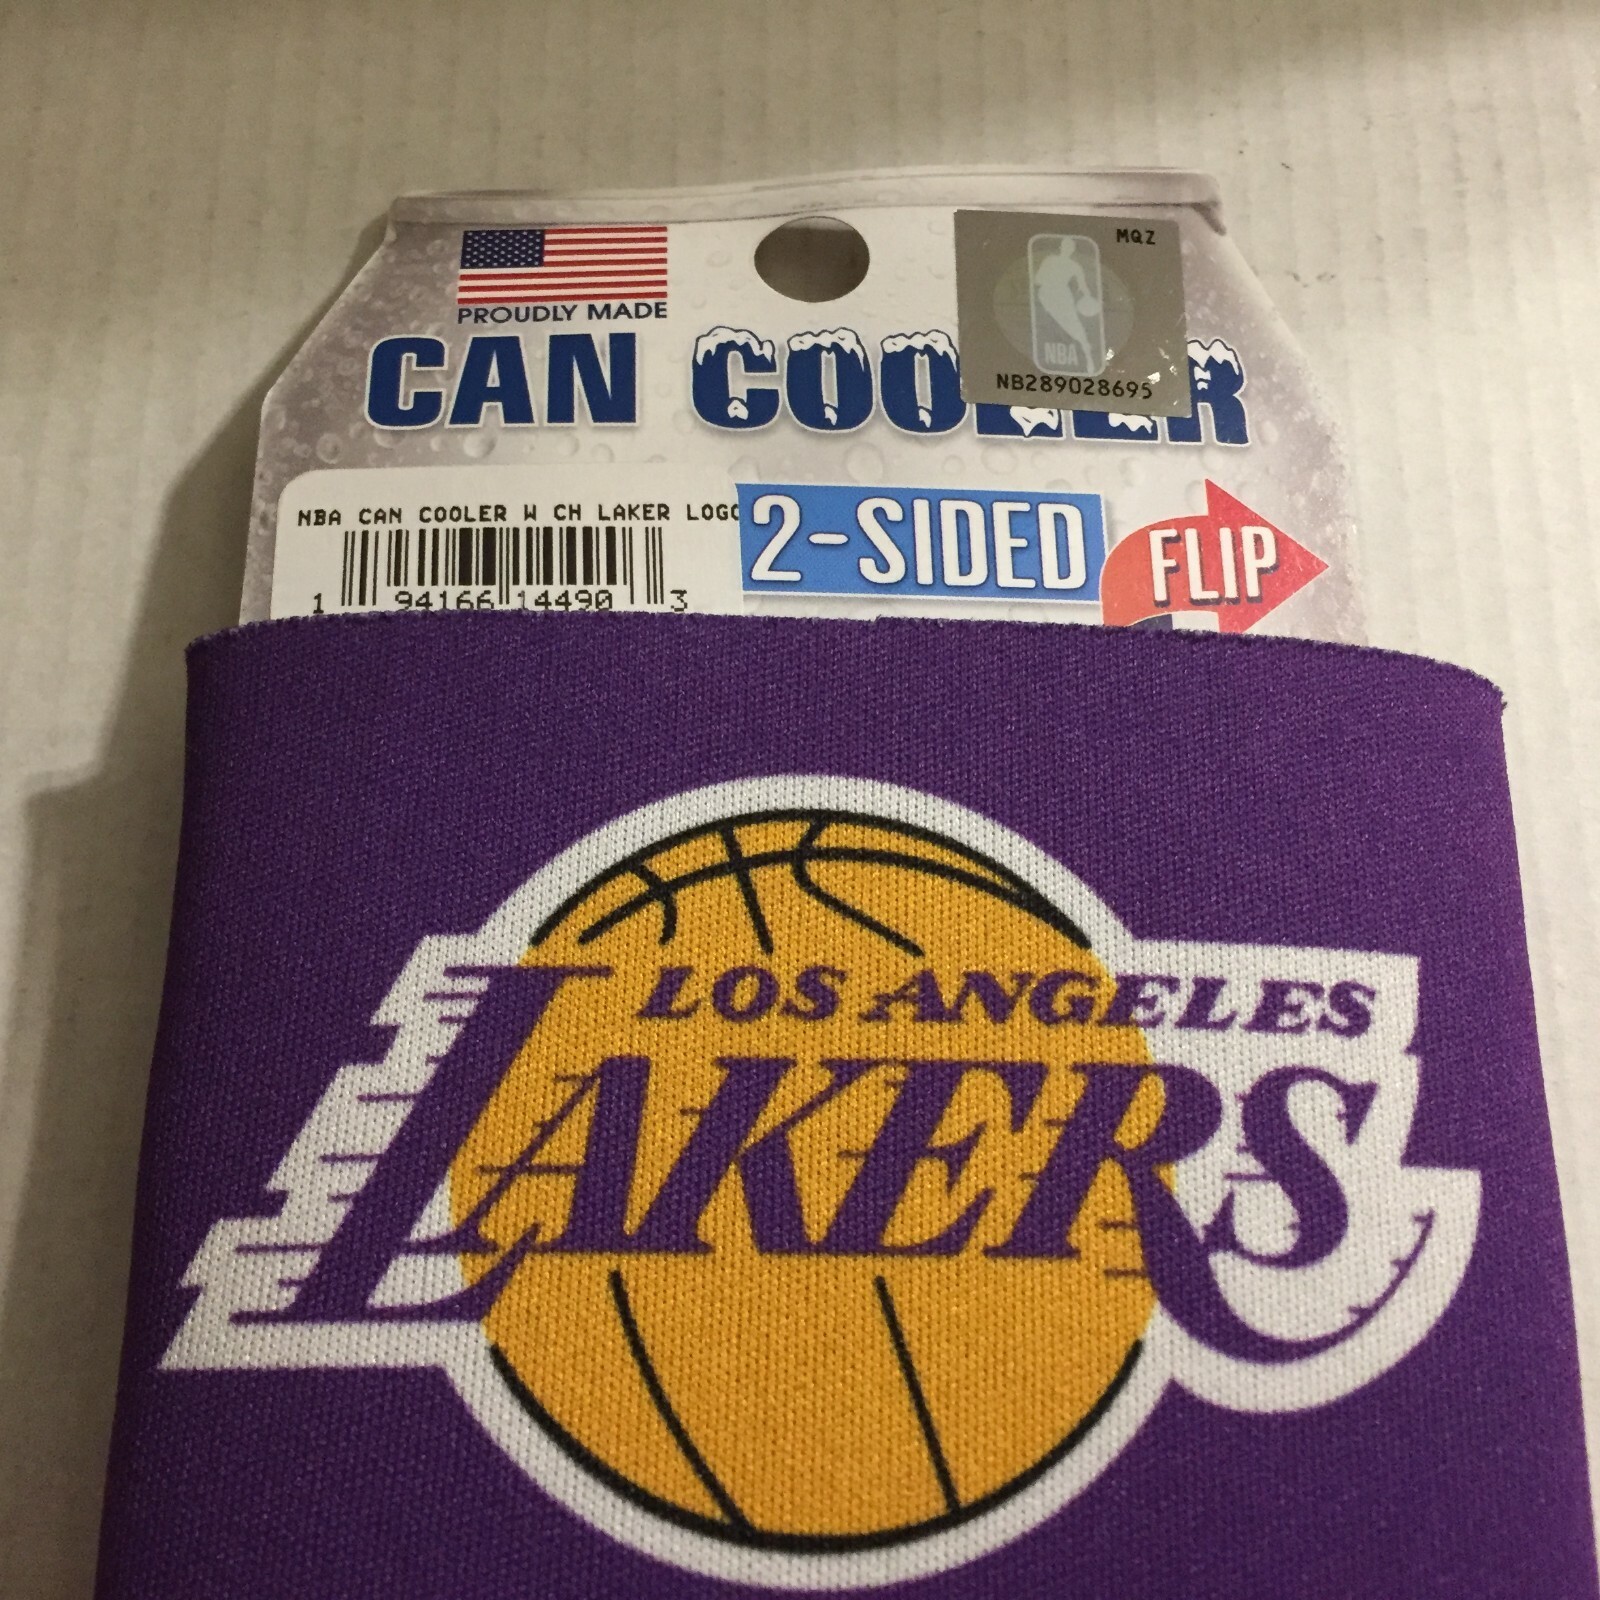 PROUDLY MADE
MQZ
NBA
NB289028695
CAN COOLER
NBA CAN COOLER W CH LAKER LOGO
1 94166 14490 3
2-SIDED
FLIP
LOS ANGELES
LAKERS